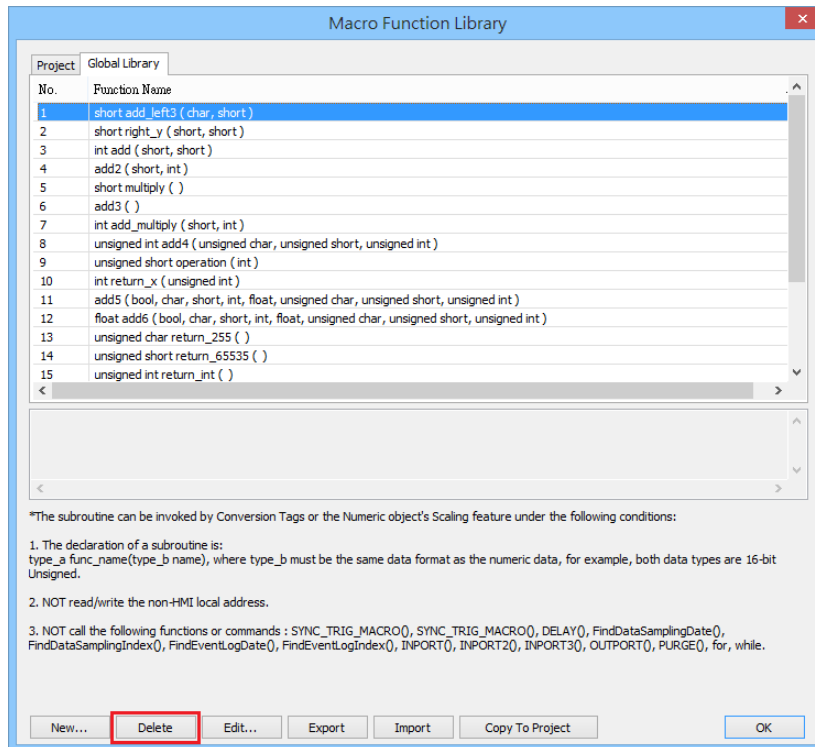 Macro Function Library
Project Global Library
No. Function Name
1 short add_left3 ( char, short )
2 short right_y ( short, short )
3 int add ( short, short )
4 add2 ( short, int )
5 short multiply ( )
6 add3 ( )
7 int add_multiply ( short, int )
8 unsigned int add4 ( unsigned char, unsigned short, unsigned int )
9 unsigned short operation ( int )
10 int return_x ( unsigned int )
11 add5 ( bool, char, short, int, float, unsigned char, unsigned short, unsigned int )
12 float add6 ( bool, char, short, int, float, unsigned char, unsigned short, unsigned int )
13 unsigned char return_255 ( )
14 unsigned short return_65535 ( )
15 unsigned int return_int ( )
*The subroutine can be invoked by Conversion Tags or the Numeric object's Scaling feature under the following conditions:
1. The declaration of a subroutine is:
type_a func_name(type_b name), where type_b must be the same data format as the numeric data, for example, both data types are 16-bit
Unsigned.
2. NOT read/write the non-HMI local address.
3. NOT call the following functions or commands : SYNC_TRIG_MACRO(), SYNC_TRIG_MACRO(), DELAY(), FindDataSamplingDate(),
FindDataSamplingIndex(), FindEventLogDate(), FindEventLogIndex(), INPORT(), INPORT2(), INPORT3(), OUTPORT(), PURGE(), for, while.
New... Delete Edit... Export Import Copy To Project OK